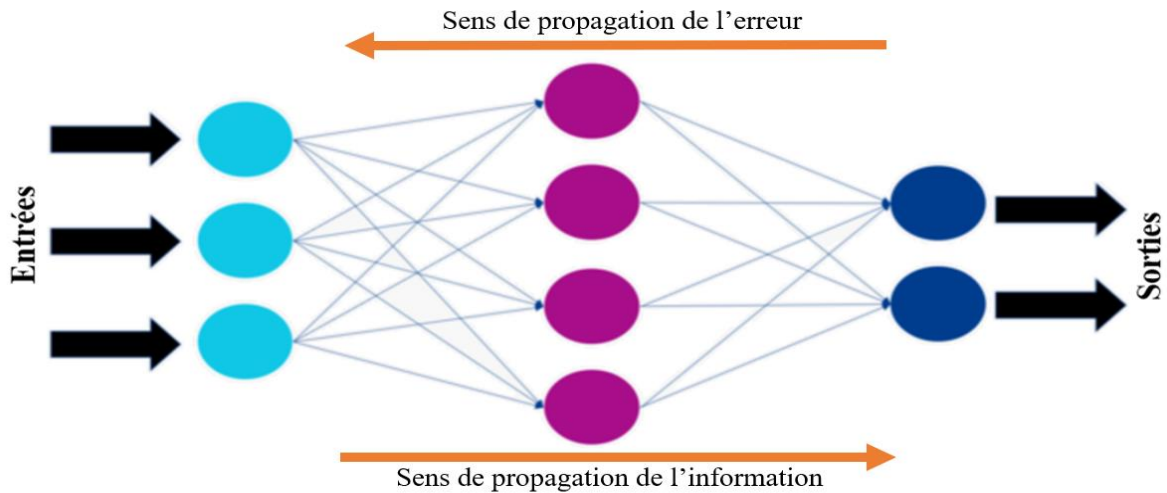 Sens de propagation de l’erreur
Entrées
Sorties
Sens de propagation de l’information